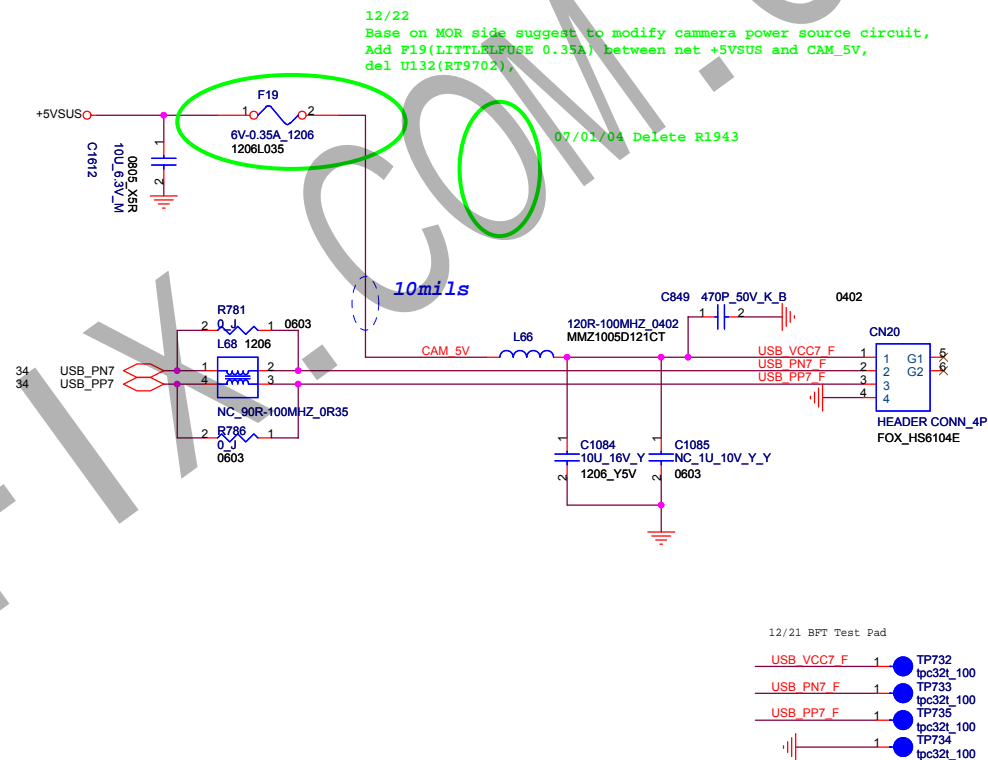 12/22
Base on MOR side suggest to modify cammera power source circuit,
Add F19(LITTLELFUSE 0.35A) between net +5VSUS and CAM_5V,
del U132(RT9702),
07/01/04 Delete R1943
+5VSUS
F19
1 2
6V-0.35A_1206
1206L035
1
2
C1612
10U_6.3V_M
0805_X5R
10mils
R781
2 1
0_J
0603
L68 1206
34 USB_PN7
34 USB_PP7
1 2
4 3
NC_90R-100MHZ_0R35
R786
2 1
0_J
0603
CAM_5V
L66
120R-100MHZ_0402
MMZ1005D121CT
C849 470P_50V_K_B 0402
1 2
CN20
USB_VCC7_F 1
USB_PN7_F 2
USB_PP7_F 3
4
1
2
3
4
G1
G2
5
6
HEADER CONN_4P
FOX_HS6104E
1
C1084
10U_16V_Y
1206_Y5V
2
1
C1085
NC_1U_10V_Y_Y
0603
2
12/21 BFT Test Pad
USB_VCC7_F 1 TP732
tpc32t_100
USB_PN7_F 1 TP733
tpc32t_100
USB_PP7_F 1 TP735
tpc32t_100
1 TP734
tpc32t_100